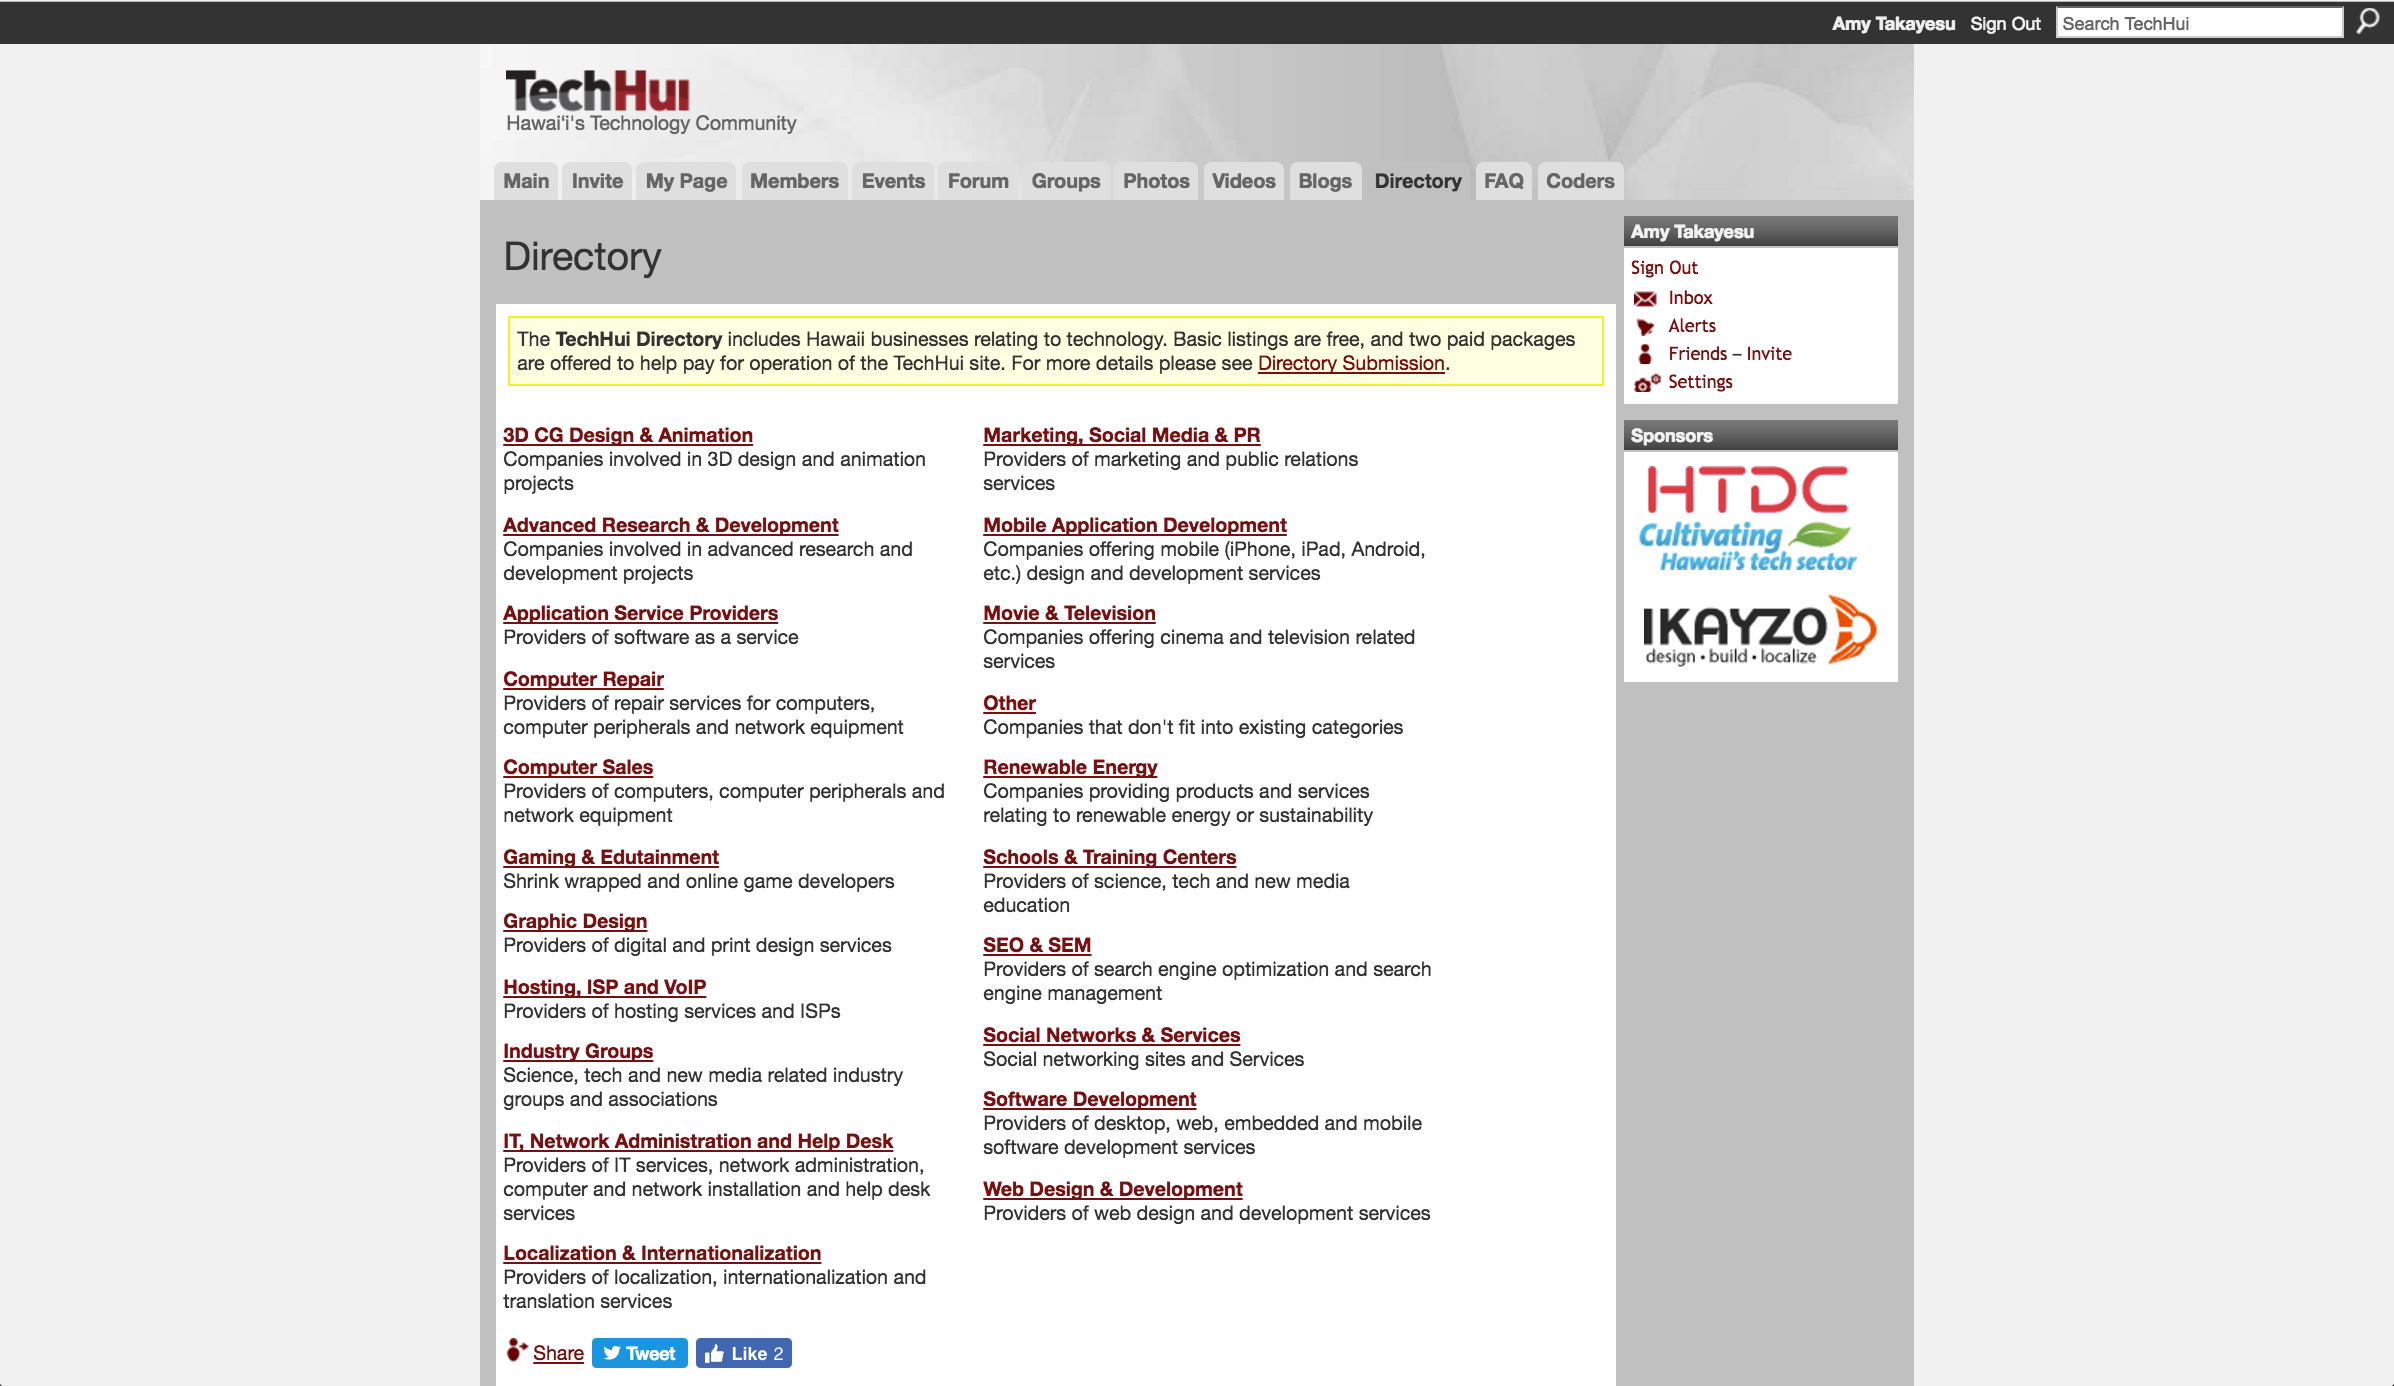 Amy Takayesu Sign Out Search TechHui
TechHui
Hawai'i's Technology Community
Main Invite My Page Members Events Forum Groups Photos Videos Blogs Directory FAQ Coders
Directory
The TechHui Directory includes Hawaii businesses relating to technology. Basic listings are free, and two paid packages
are offered to help pay for operation of the TechHui site. For more details please see Directory Submission.
3D CG Design & Animation
Companies involved in 3D design and animation
projects
Advanced Research & Development
Companies involved in advanced research and
development projects
Application Service Providers
Providers of software as a service
Computer Repair
Providers of repair services for computers,
computer peripherals and network equipment
Computer Sales
Providers of computers, computer peripherals and
network equipment
Gaming & Edutainment
Shrink wrapped and online game developers
Graphic Design
Providers of digital and print design services
Hosting, ISP and VoIP
Providers of hosting services and ISPs
Industry Groups
Science, tech and new media related industry
groups and associations
IT, Network Administration and Help Desk
Providers of IT services, network administration,
computer and network installation and help desk
services
Localization & Internationalization
Providers of localization, internationalization and
translation services
Marketing, Social Media & PR
Providers of marketing and public relations
services
Mobile Application Development
Companies offering mobile (iPhone, iPad, Android,
etc.) design and development services
Movie & Television
Companies offering cinema and television related
services
Other
Companies that don't fit into existing categories
Renewable Energy
Companies providing products and services
relating to renewable energy or sustainability
Schools & Training Centers
Providers of science, tech and new media
education
SEO & SEM
Providers of search engine optimization and search
engine management
Social Networks & Services
Social networking sites and Services
Software Development
Providers of desktop, web, embedded and mobile
software development services
Web Design & Development
Providers of web design and development services
Share Tweet Like 2
Amy Takayesu
Sign Out
Inbox
Alerts
Friends – Invite
Settings
Sponsors
HTDC
Cultivating
Hawaii's tech sector
IKAYZO
design • build • localize